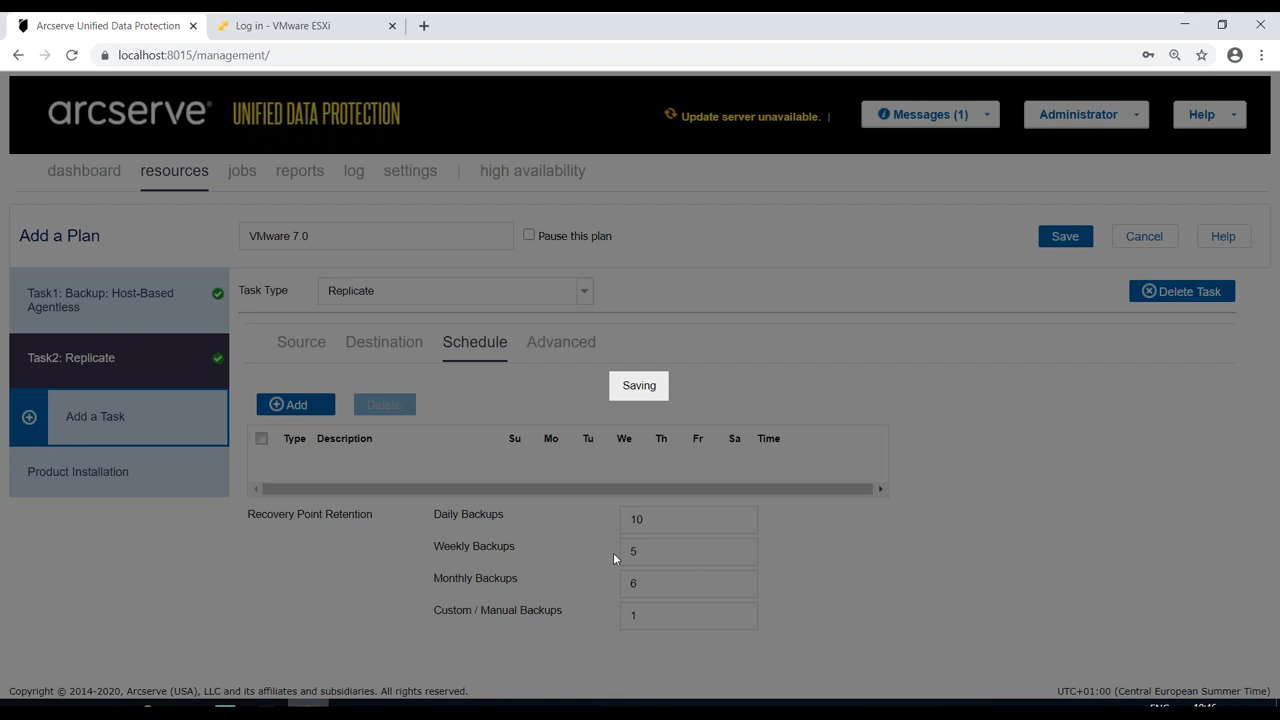 Arcserve Unified Data Protection
Log in - VMware ESXi
localhost:8015/management/
arcserve® UNIFIED DATA PROTECTION
Update server unavailable. |
Messages (1)
Administrator
Help
dashboard resources jobs reports log settings | high availability
Add a Plan
VMware 7.0
Pause this plan
Save
Cancel
Help
Task1: Backup: Host-Based
Agentless
Task2: Replicate
Add a Task
Product Installation
Task Type
Replicate
Delete Task
Source Destination Schedule Advanced
Saving
Add
Delete
Type Description Su Mo Tu We Th Fr Sa Time
Recovery Point Retention
Daily Backups 10
Weekly Backups 5
Monthly Backups 6
Custom / Manual Backups 1
Copyright © 2014-2020, Arcserve (USA), LLC and its affiliates and subsidiaries. All rights reserved.
UTC+01:00 (Central European Summer Time)